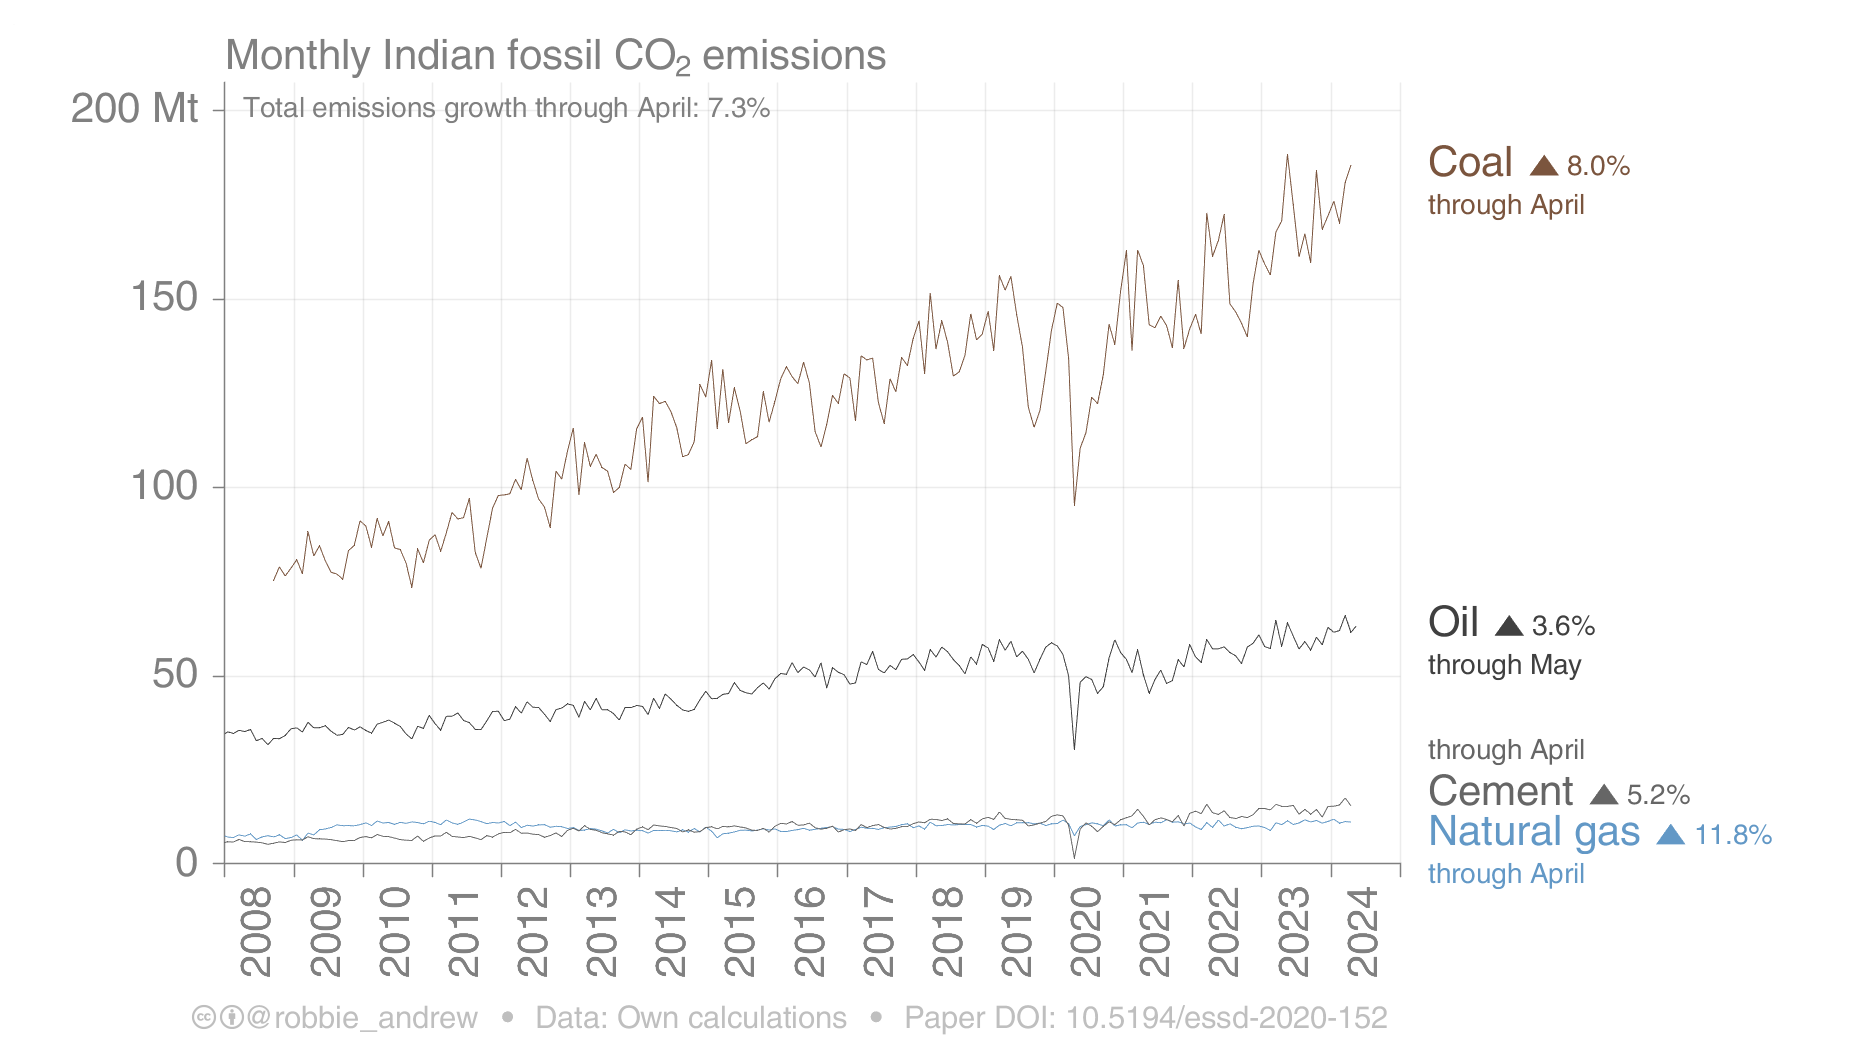 Monthly Indian fossil CO₂ emissions
Total emissions growth through April: 7.3%
200 Mt
150
100
50
0
Coal ▲ 8.0%
through April
Oil ▲ 3.6%
through May
through April
Cement ▲ 5.2%
Natural gas ▲ 11.8%
through April
2008 2009 2010 2011 2012 2013 2014 2015 2016 2017 2018 2019 2020 2021 2022 2023 2024
@robbie_andrew • Data: Own calculations • Paper DOI: 10.5194/essd-2020-152